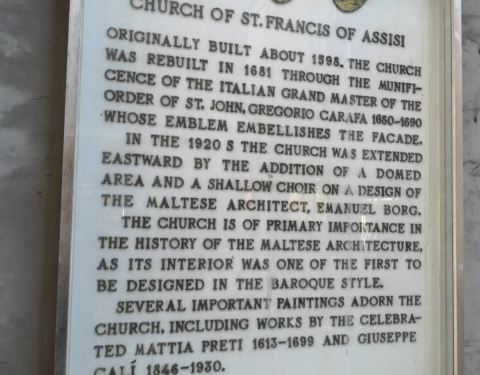 CHURCH OF ST. FRANCIS OF ASSISI
ORIGINALLY BUILT ABOUT 1598, THE CHURCH
WAS REBUILT IN 1681 THROUGH THE MUNIFI-
CENCE OF THE ITALIAN GRAND MASTER OF THE
ORDER OF ST. JOHN, GREGORIO CARAFA 1680-1690
WHOSE EMBLEM EMBELLISHES THE FACADE.
IN THE 1920 S THE CHURCH WAS EXTENDED
EASTWARD BY THE ADDITION OF A DOMED
AREA AND A SHALLOW CHOIR ON A DESIGN OF
THE MALTESE ARCHITECT, EMANUEL BORG.
THE CHURCH IS OF PRIMARY IMPORTANCE IN
THE HISTORY OF THE MALTESE ARCHITECTURE,
AS ITS INTERIOR WAS ONE OF THE FIRST TO
BE DESIGNED IN THE BAROQUE STYLE.
SEVERAL IMPORTANT PAINTINGS ADORN THE
CHURCH, INCLUDING WORKS BY THE CELEBRA-
TED MATTIA PRETI 1613-1699 AND GIUSEPPE
CALÍ 1846-1930.